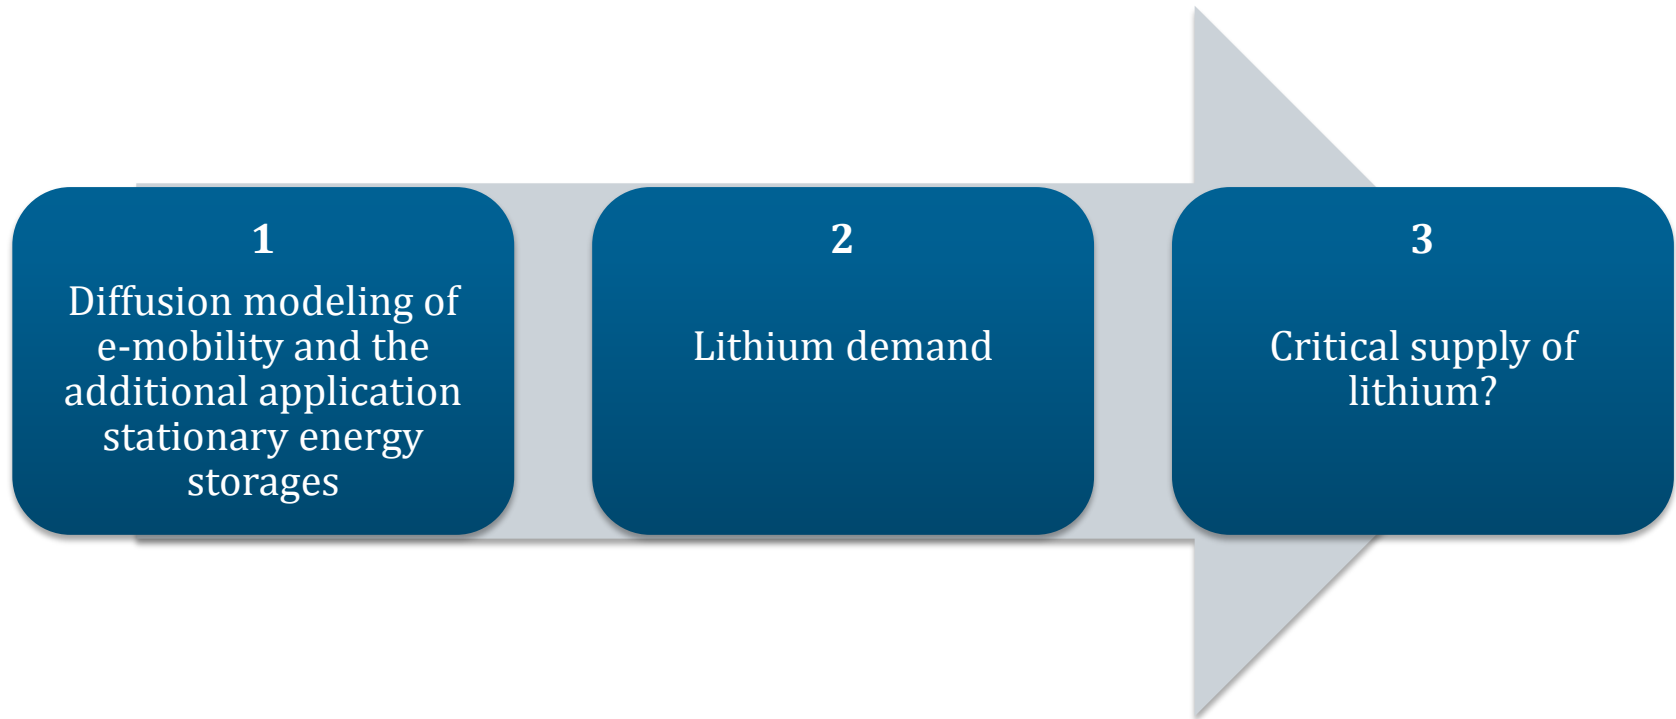 1
Diffusion modeling of
e-mobility and the
additional application
stationary energy
storages
2
Lithium demand
3
Critical supply of
lithium?